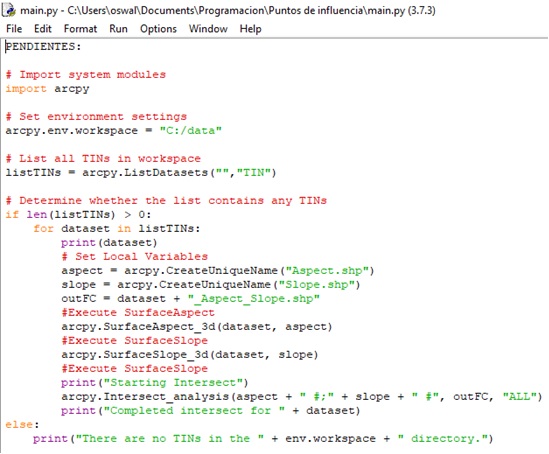 main.py - C:\Users\oswal\Documents\Programacion\Puntos de influencia\main.py (3.7.3)
File Edit Format Run Options Window Help
PENDIENTES:
# Import system modules
import arcpy
# Set environment settings
arcpy.env.workspace = "C:/data"
# List all TINs in workspace
listTINs = arcpy.ListDatasets("","TIN")
# Determine whether the list contains any TINs
if len(listTINs) > 0:
    for dataset in listTINs:
        print(dataset)
        # Set Local Variables
        aspect = arcpy.CreateUniqueName("Aspect.shp")
        slope = arcpy.CreateUniqueName("Slope.shp")
        outFC = dataset + "_Aspect_Slope.shp"
        #Execute SurfaceAspect
        arcpy.SurfaceAspect_3d(dataset, aspect)
        #Execute SurfaceSlope
        arcpy.SurfaceSlope_3d(dataset, slope)
        #Execute SurfaceSlope
        print("Starting Intersect")
        arcpy.Intersect_analysis(aspect + " #;" + slope + " #", outFC, "ALL")
        print("Completed intersect for " + dataset)
else:
    print("There are no TINs in the " + env.workspace + " directory.")